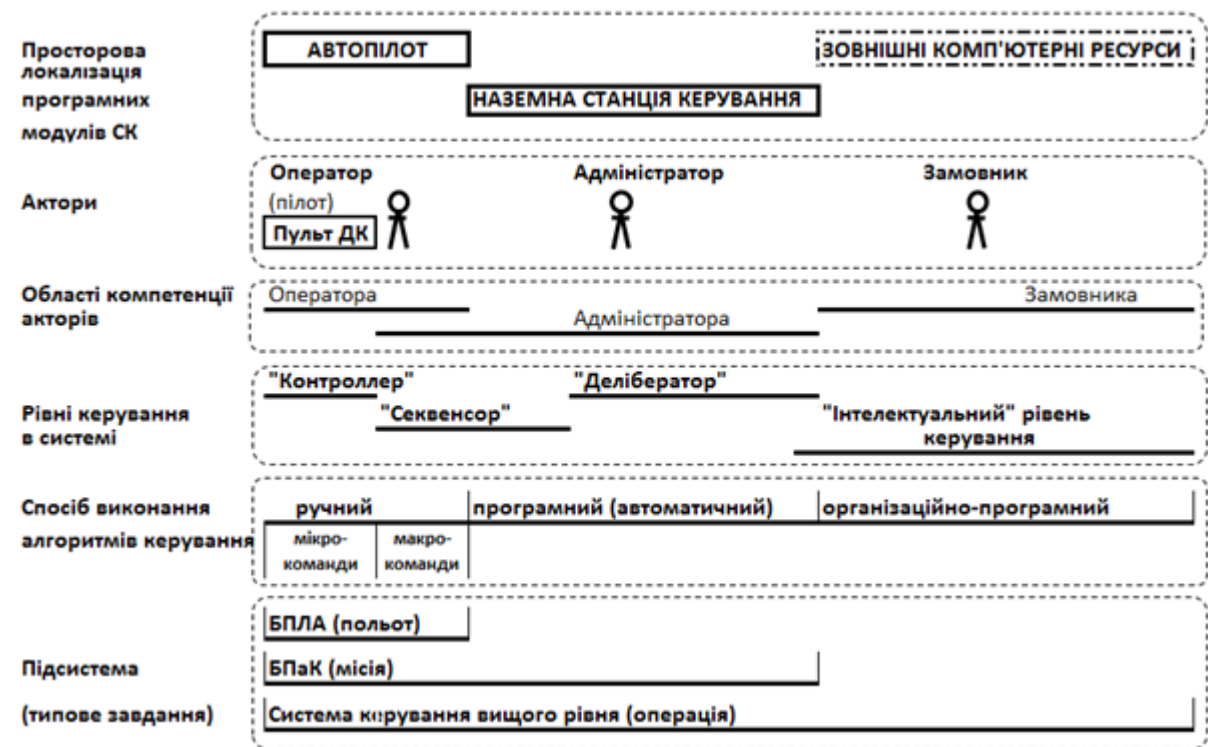 Просторова
локалізація
програмних
модулів СК
АВТОПІЛОТ
ЗОВНІШНІ КОМП'ЮТЕРНІ РЕСУРСИ
НАЗЕМНА СТАНЦІЯ КЕРУВАННЯ
Актори
Оператор
(пілот)
Пульт ДК
Адміністратор
Замовник
Області компетенції
акторів
Оператора
Замовника
Адміністратора
Рівні керування
в системі
"Контроллер"
"Делібератор"
"Секвенсор"
"Інтелектуальний" рівень
керування
Спосіб виконання
алгоритмів керування
ручний
програмний (автоматичний)
організаційно-програмний
мікро-
команди
макро-
команди
Підсистема
(типове завдання)
БПЛА (польот)
БПаК (місія)
Система керування вищого рівня (операція)